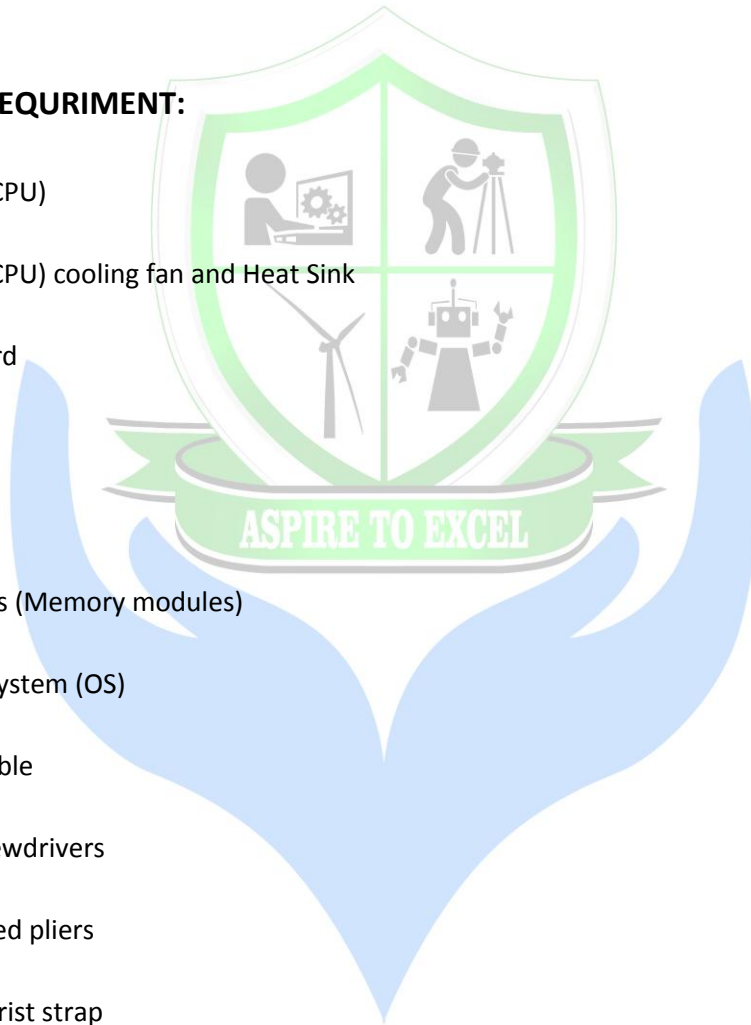 EQURIMENT:
CPU)
CPU) cooling fan and Heat Sink
rd
ASPIRE TO EXCEL
s (Memory modules)
ystem (OS)
ble
ewdrivers
ed pliers
rist strap